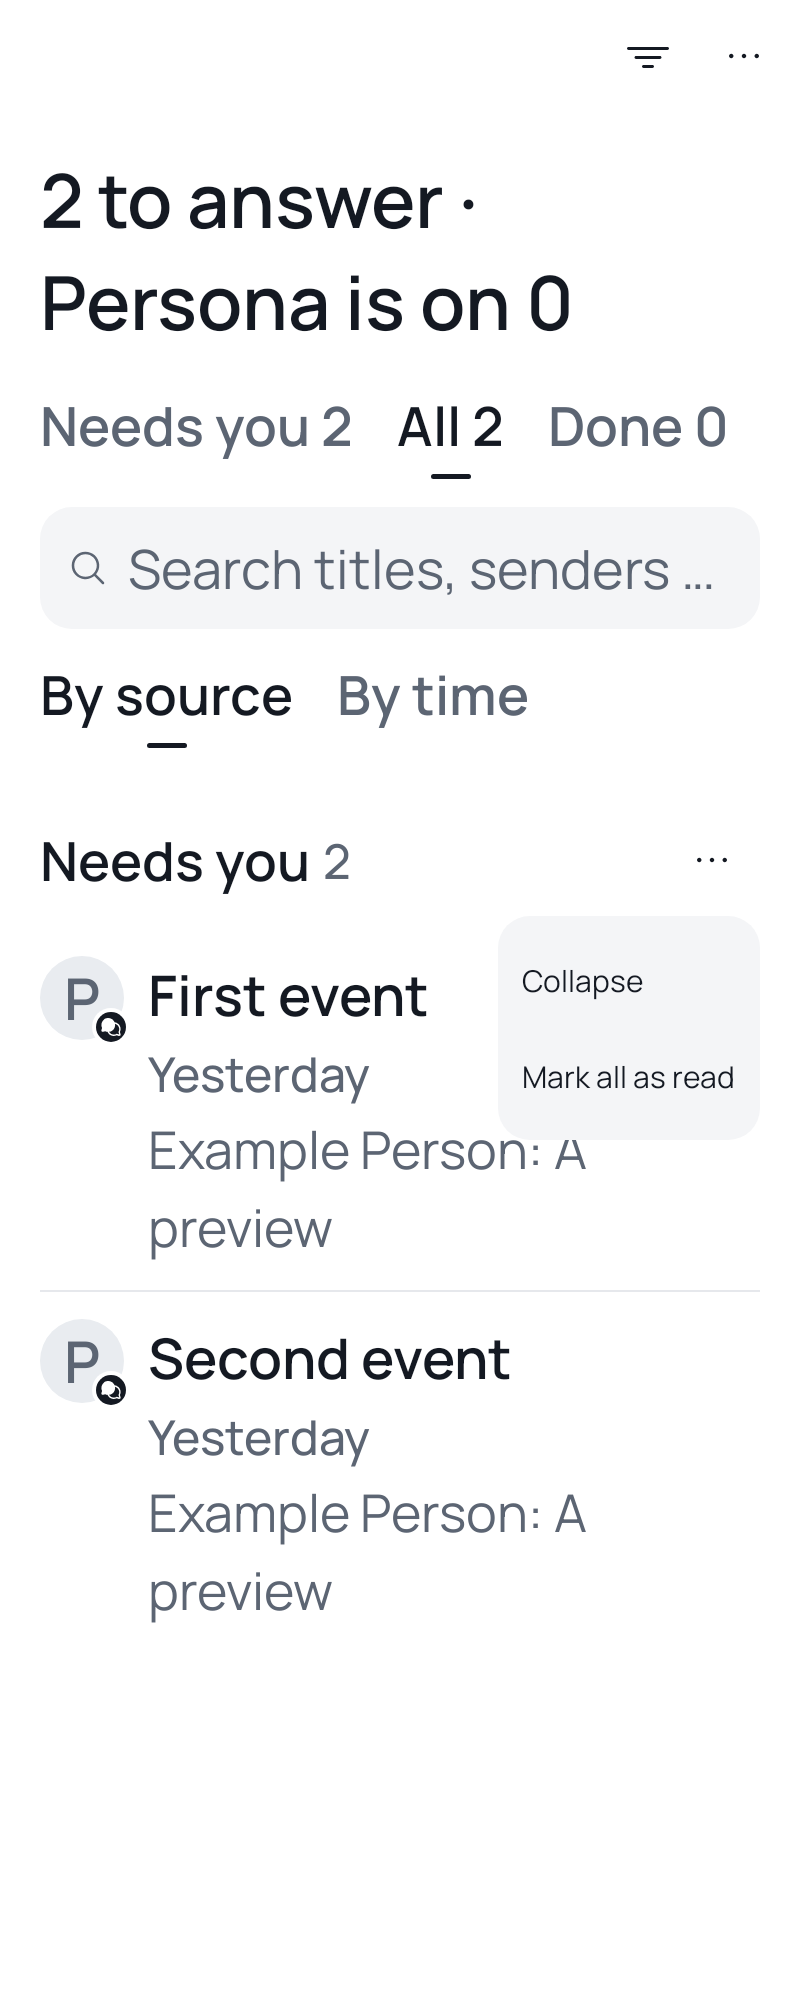 2 to answer ·
Persona is on 0
Needs you 2 All 2 Done 0
Search titles, senders ...
By source By time
Needs you 2
...
Collapse
Mark all as read
P
First event
Yesterday
Example Person: A
preview
P
Second event
Yesterday
Example Person: A
preview